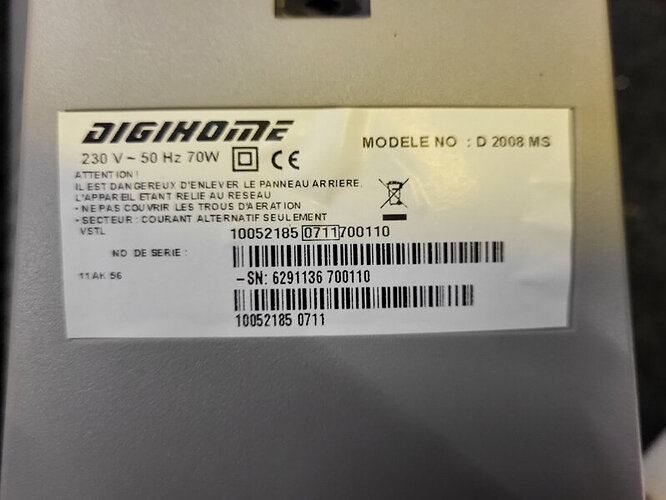 DIGIHOME
MODELE NO : D 2008 MS
230 V ~ 50 Hz 70W CE
ATTENTION !
IL EST DANGEREUX D'ENLEVER LE PANNEAU ARRIERE,
L'APPAREIL ETANT RELIE AU RESEAU
- NE PAS COUVRIR LES TROUS D'AERATION
- SECTEUR : COURANT ALTERNATIF SEULEMENT
VSTL
10052185 0711 700110
NO DE SERIE :
11AK 56
-SN: 6291136 700110
10052185 0711